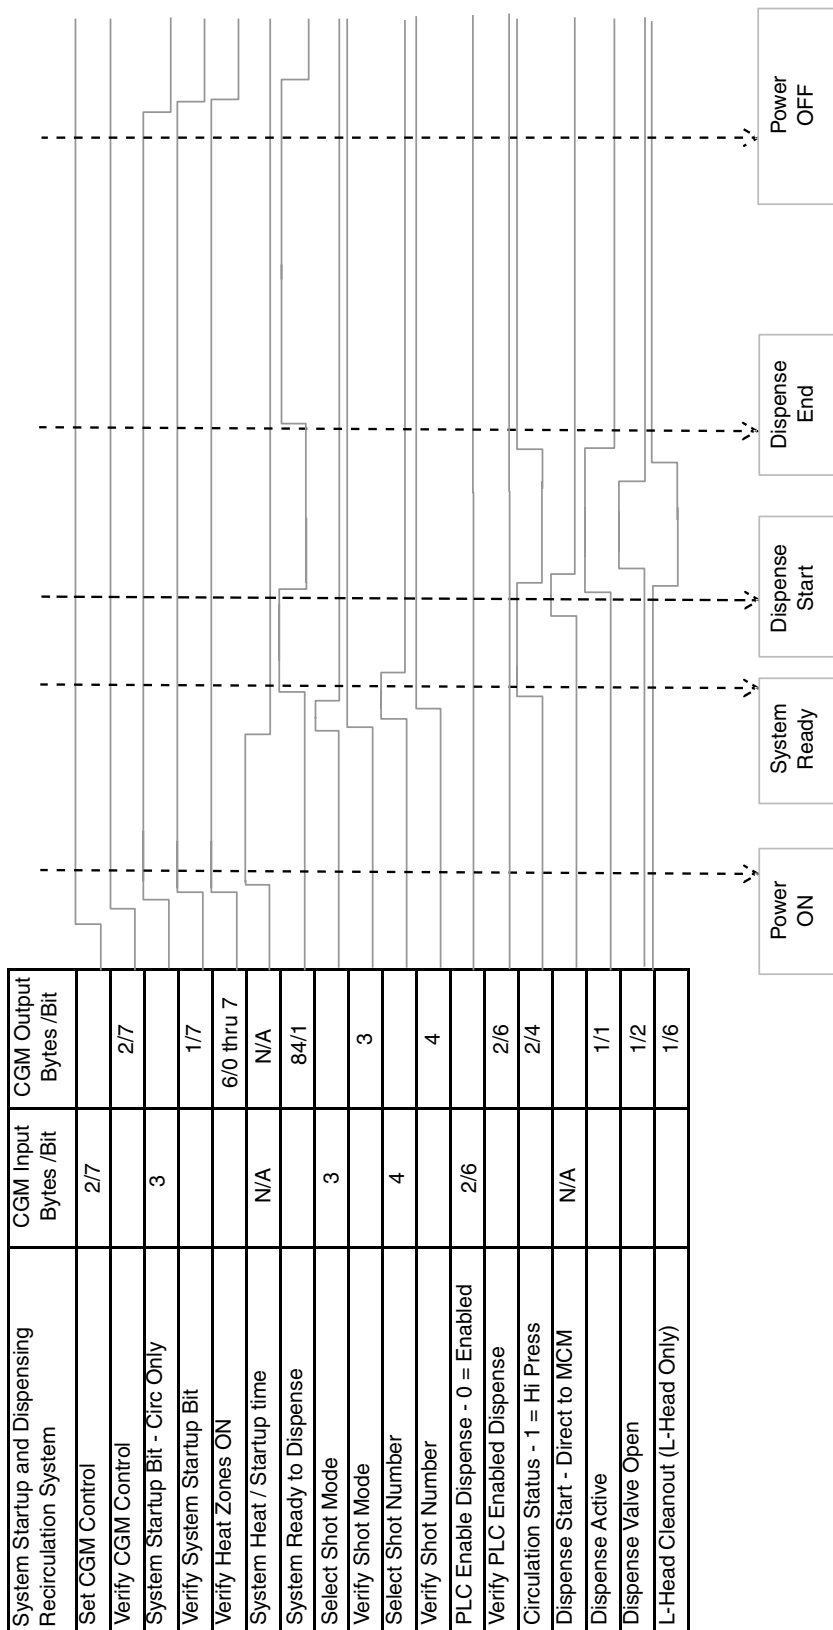 System Startup and Dispensing
Recirculation System
CGM Input
Bytes /Bit
CGM Output
Bytes /Bit
Set CGM Control
2/7
Verify CGM Control
2/7
System Startup Bit - Circ Only
3
Verify System Startup Bit
1/7
Verify Heat Zones ON
6/0 thru 7
System Heat / Startup time
N/A
N/A
System Ready to Dispense
84/1
Select Shot Mode
3
Verify Shot Mode
3
Select Shot Number
4
Verify Shot Number
4
PLC Enable Dispense - 0 = Enabled
2/6
Verify PLC Enabled Dispense
2/6
Circulation Status - 1 = Hi Press
2/4
Dispense Start - Direct to MCM
N/A
Dispense Active
1/1
Dispense Valve Open
1/2
L-Head Cleanout (L-Head Only)
1/6
Power
ON
System
Ready
Dispense
Start
Dispense
End
Power
OFF